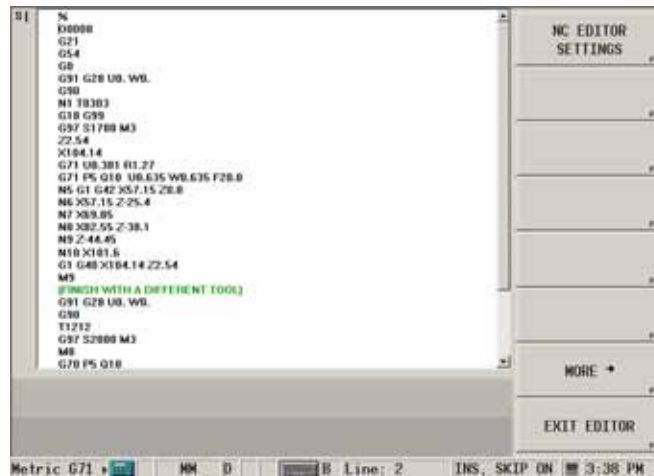 %
O0008
G21
G54
G0
G91 G28 U0. W0.
G90
N1 T0303
G18 G99
G97 S1700 M3
Z2.54
X104.14
G71 U0.381 R1.27
G71 P5 Q10 U0.635 W0.635 F20.0
N5 G1 G42 X57.15 Z0.0
N6 X57.15 Z-25.4
N7 X69.85
N8 X82.55 Z-38.1
N9 Z-44.45
N10 X101.6
G1 G40 X104.14 Z2.54
M9
(FINISH WITH A DIFFERENT TOOL)
G91 G28 U0. W0.
G90
T1212
G97 S2000 M3
M8
G70 P5 Q10
NC EDITOR
SETTINGS
MORE
EXIT EDITOR
Metric G71
MM D
B Line: 2
INS, SKIP ON 3:38 PM